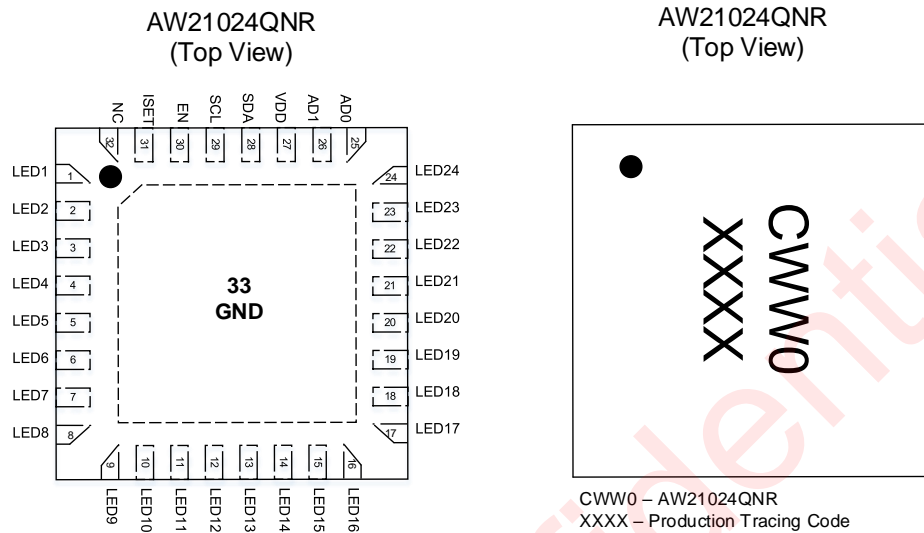 AW21024QNR
(Top View)
NC
ISET
EN
SCL
SDA
VDD
AD1
AD0
32
31
30
29
28
27
26
25
LED1
1
24
LED24
LED2
2
23
LED23
LED3
3
22
LED22
LED4
4
21
LED21
LED5
5
20
LED20
LED6
6
19
LED19
LED7
7
18
LED18
LED8
8
17
LED17
33
GND
9
10
11
12
13
14
15
16
LED9
LED10
LED11
LED12
LED13
LED14
LED15
LED16
AW21024QNR
(Top View)
CWW0
XXXX
CWW0 – AW21024QNR
XXXX – Production Tracing Code